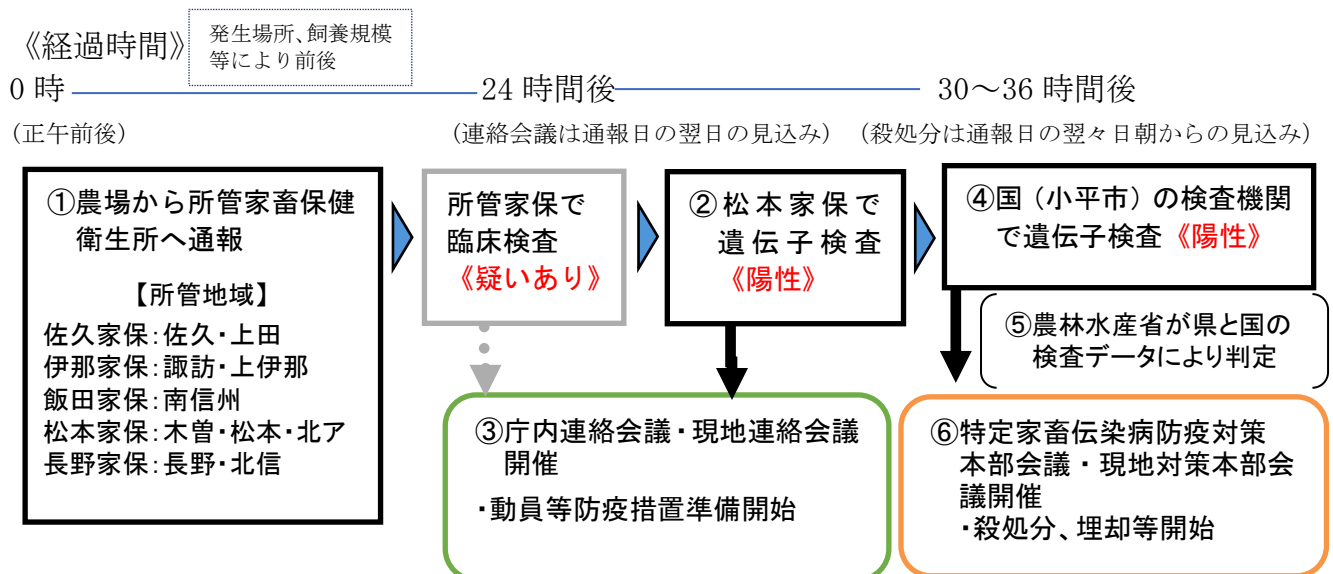 《経過時間》
発生場所、飼養規模
等により前後
0 時
24 時間後
30～36 時間後
(正午前後)
(連絡会議は通報日の翌日の見込み)
(殺処分は通報日の翌々日朝からの見込み)
①農場から所管家畜保健
衛生所へ通報
【所管地域】
佐久家保：佐久・上田
伊那家保：諏訪・上伊那
飯田家保：南信州
松本家保：木曽・松本・北ア
長野家保：長野・北信
所管家保で
臨床検査
《疑いあり》
②松本家保で
遺伝子検査
《陽性》
④国（小平市）の検査機関
で遺伝子検査《陽性》
⑤農林水産省が県と国の
検査データにより判定
③庁内連絡会議・現地連絡会議
開催
・動員等防疫措置準備開始
⑥特定家畜伝染病防疫対策
本部会議・現地対策本部会
議開催
・殺処分、埋却等開始